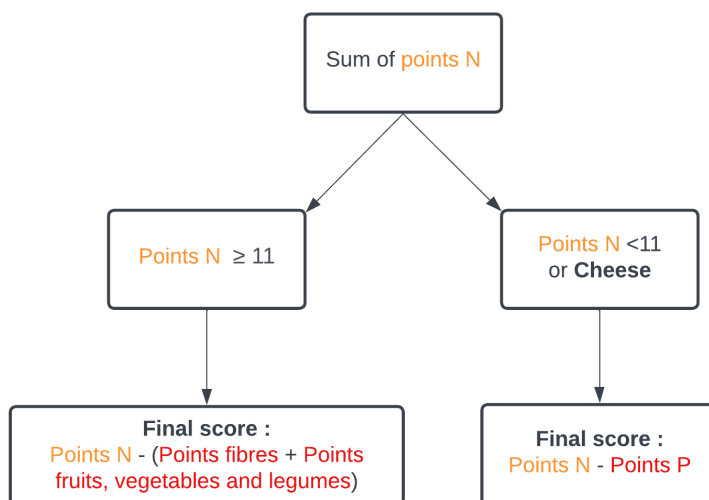 Sum of points N
Points N ≥ 11
Points N <11
or Cheese
Final score :
Points N - (Points fibres + Points
fruits, vegetables and legumes)
Final score :
Points N - Points P